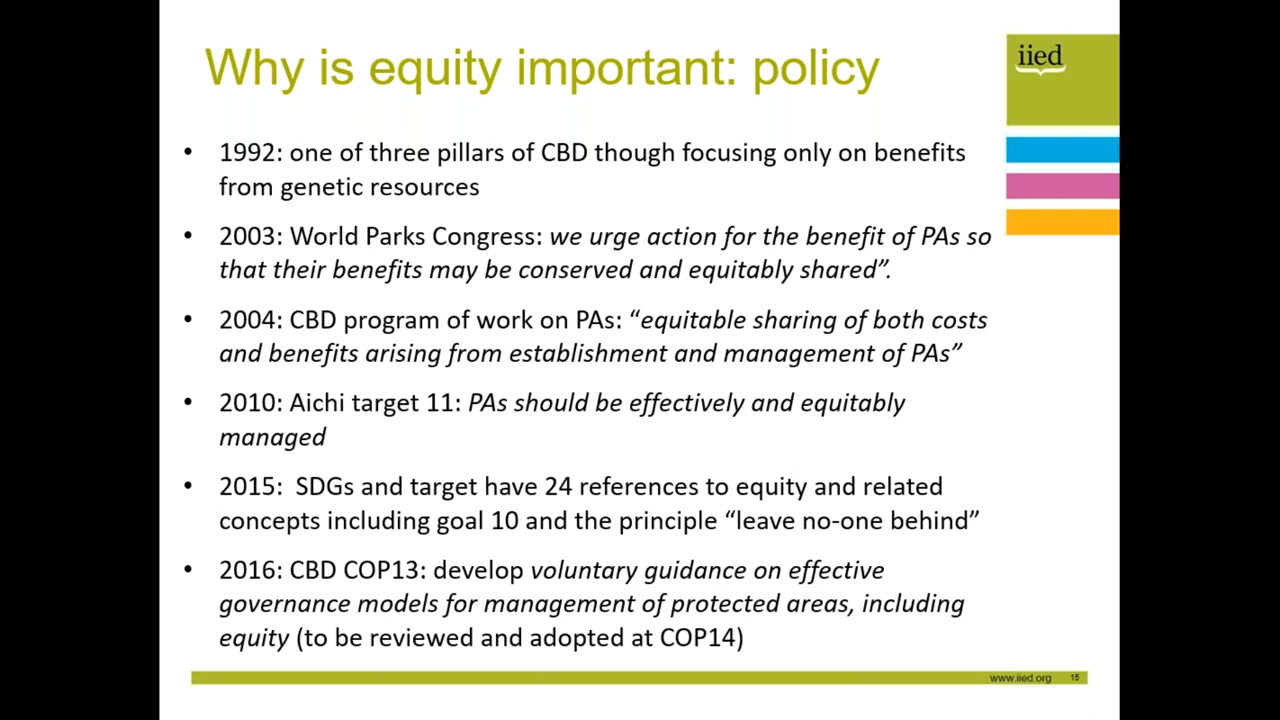 Why is equity important: policy
iied
• 1992: one of three pillars of CBD though focusing only on benefits
from genetic resources
• 2003: World Parks Congress: we urge action for the benefit of PAs so
that their benefits may be conserved and equitably shared”.
• 2004: CBD program of work on PAs: “equitable sharing of both costs
and benefits arising from establishment and management of PAs”
• 2010: Aichi target 11: PAs should be effectively and equitably
managed
• 2015: SDGs and target have 24 references to equity and related
concepts including goal 10 and the principle “leave no-one behind”
• 2016: CBD COP13: develop voluntary guidance on effective
governance models for management of protected areas, including
equity (to be reviewed and adopted at COP14)
www.iied.org 15